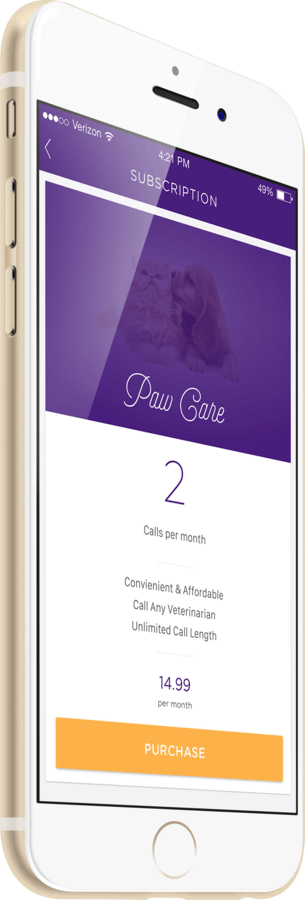 Verizon
4:21 PM
49%
SUBSCRIPTION
Paw Care
2
Calls per month
Convienient & Affordable
Call Any Veterinarian
Unlimited Call Length
14.99
per month
PURCHASE